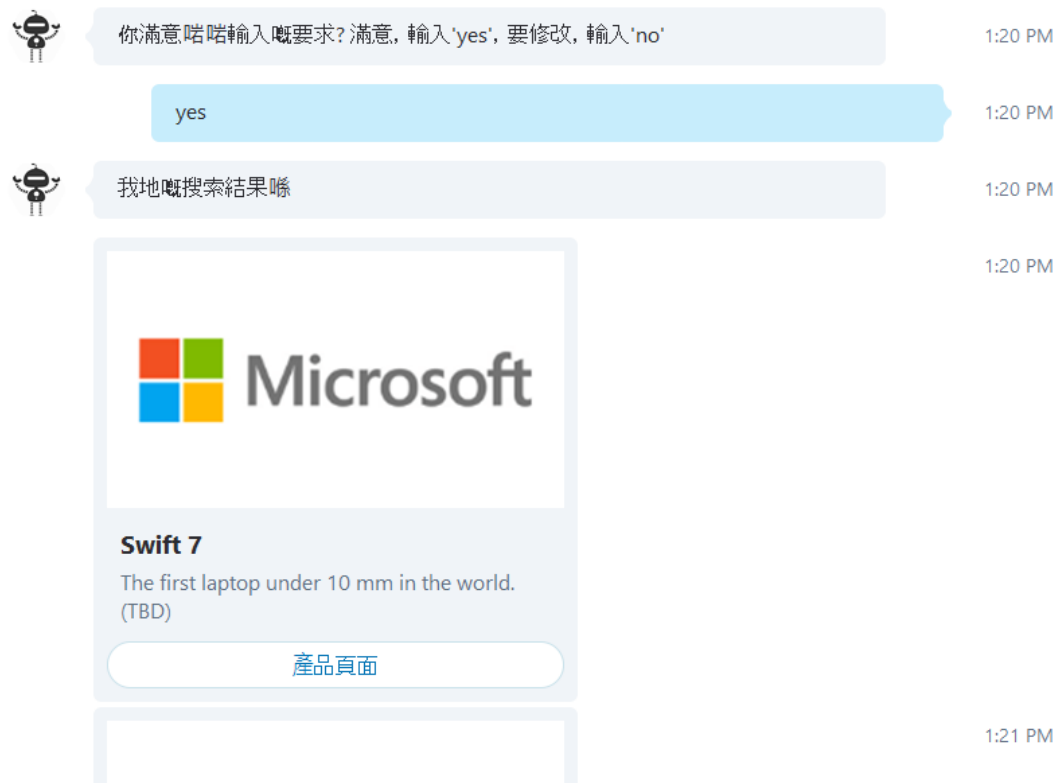 你滿意啱啱輸入嘅要求? 滿意, 輸入'yes', 要修改, 輸入'no'
1:20 PM
yes
1:20 PM
我地嘅搜索結果喺
1:20 PM
1:20 PM
Microsoft
Swift 7
The first laptop under 10 mm in the world.
(TBD)
產品頁面
1:21 PM